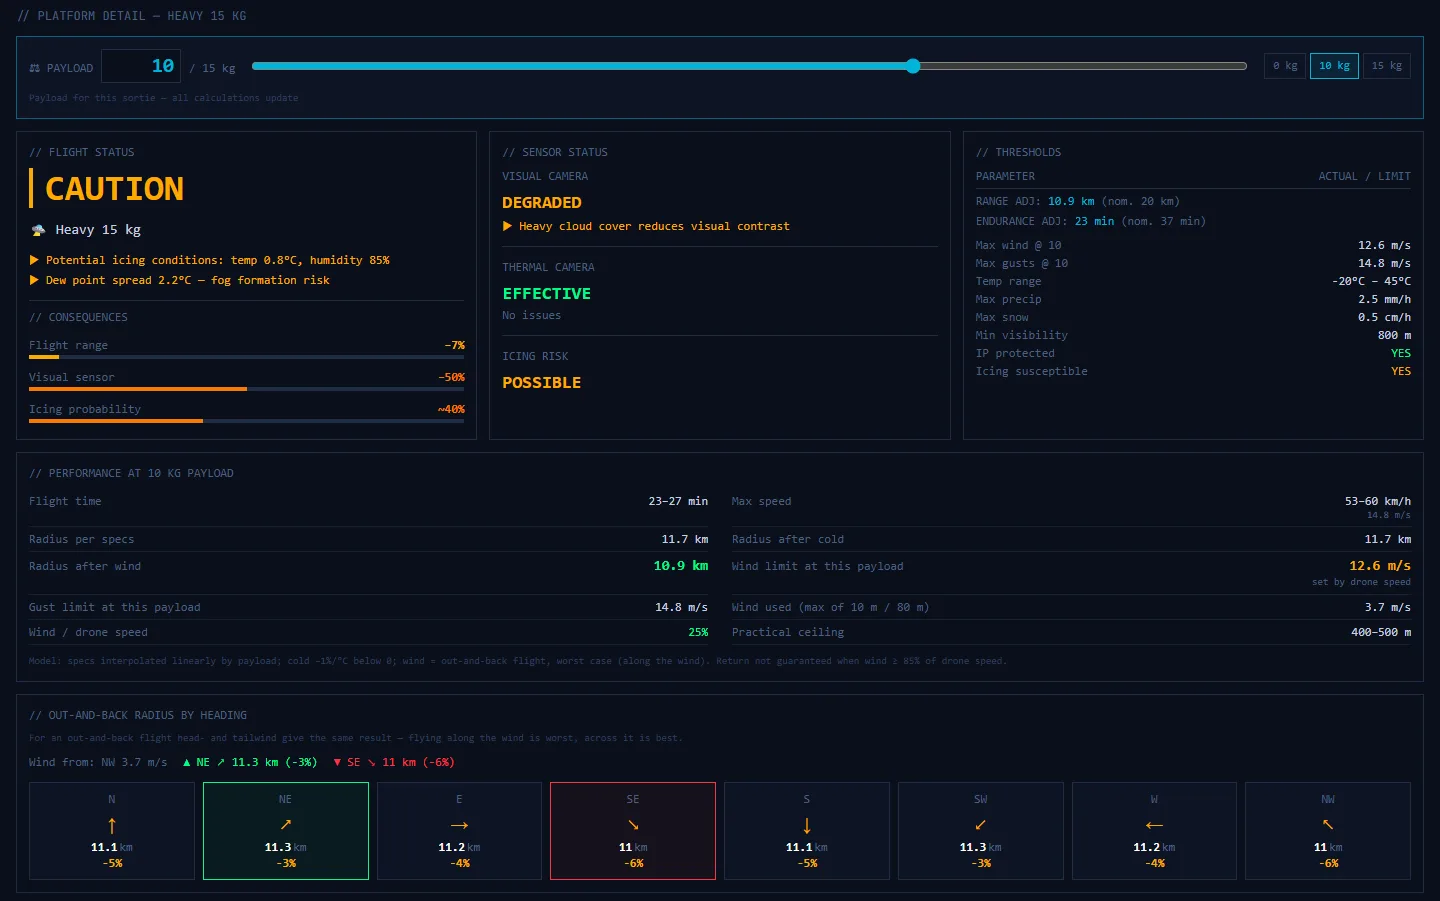 // PLATFORM DETAIL — HEAVY 15 KG
PAYLOAD 10 / 15 kg 0 kg 10 kg 15 kg
Payload for this sortie — all calculations update
// FLIGHT STATUS
CAUTION
Heavy 15 kg
▶ Potential icing conditions: temp 0.8°C, humidity 85%
▶ Dew point spread 2.2°C — fog formation risk
// CONSEQUENCES
Flight range −7%
Visual sensor −50%
Icing probability ~40%
// SENSOR STATUS
VISUAL CAMERA
DEGRADED
▶ Heavy cloud cover reduces visual contrast
THERMAL CAMERA
EFFECTIVE
No issues
ICING RISK
POSSIBLE
// THRESHOLDS
PARAMETER ACTUAL / LIMIT
RANGE ADJ: 10.9 km (nom. 20 km)
ENDURANCE ADJ: 23 min (nom. 37 min)
Max wind @ 10 12.6 m/s
Max gusts @ 10 14.8 m/s
Temp range -20°C – 45°C
Max precip 2.5 mm/h
Max snow 0.5 cm/h
Min visibility 800 m
IP protected YES
Icing susceptible YES
// PERFORMANCE AT 10 KG PAYLOAD
Flight time 23–27 min
Max speed 53–60 km/h
14.8 m/s
Radius per specs 11.7 km
Radius after cold 11.7 km
Radius after wind 10.9 km
Wind limit at this payload 12.6 m/s
set by drone speed
Gust limit at this payload 14.8 m/s
Wind used (max of 10 m / 80 m) 3.7 m/s
Wind / drone speed 25%
Practical ceiling 400–500 m
Model: specs interpolated linearly by payload; cold −1%/°C below 0; wind = out-and-back flight, worst case (along the wind). Return not guaranteed when wind ≥ 85% of drone speed.
// OUT-AND-BACK RADIUS BY HEADING
For an out-and-back flight head- and tailwind give the same result — flying along the wind is worst, across it is best.
Wind from: NW 3.7 m/s ▲ NE ↗ 11.3 km (-3%) ▼ SE ↘ 11 km (-6%)
N NE E SE S SW W NW
↑ ↗ → ↘ ↓ ↙ ← ↖
11.1 km 11.3 km 11.2 km 11 km 11.1 km 11.3 km 11.2 km 11 km
-5% -3% -4% -6% -5% -3% -4% -6%